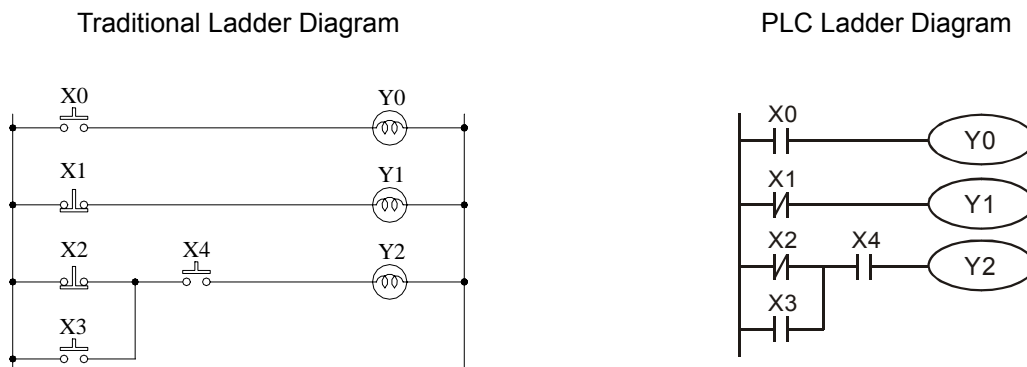 Traditional Ladder Diagram
X0 Y0
X1 Y1
X2 X4 Y2
X3
PLC Ladder Diagram
X0 Y0
X1 Y1
X2 X4 Y2
X3